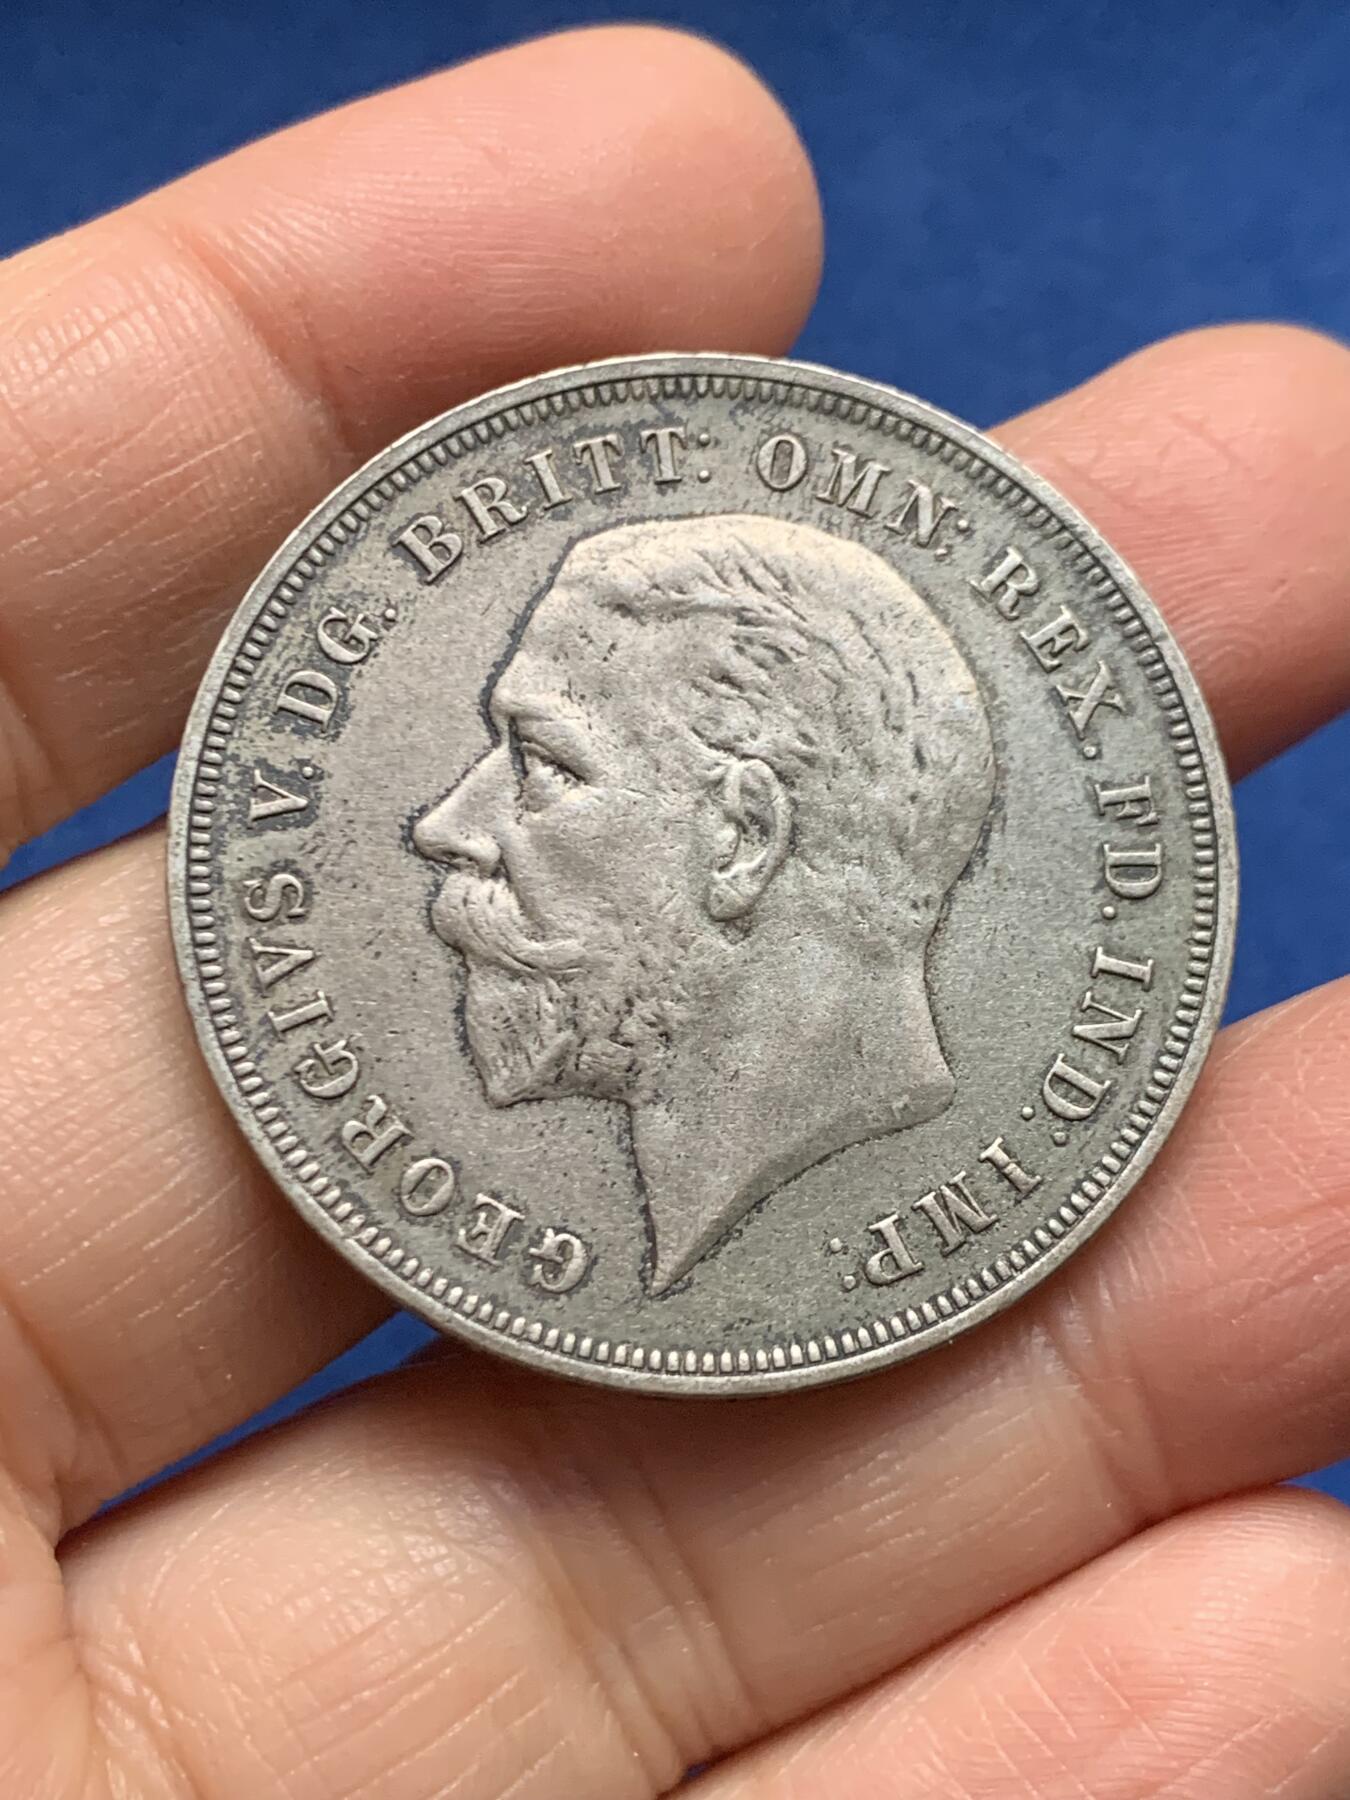 GEORGIVS V. DG. BRITT: OMN: REX. FD. IND: IMP: